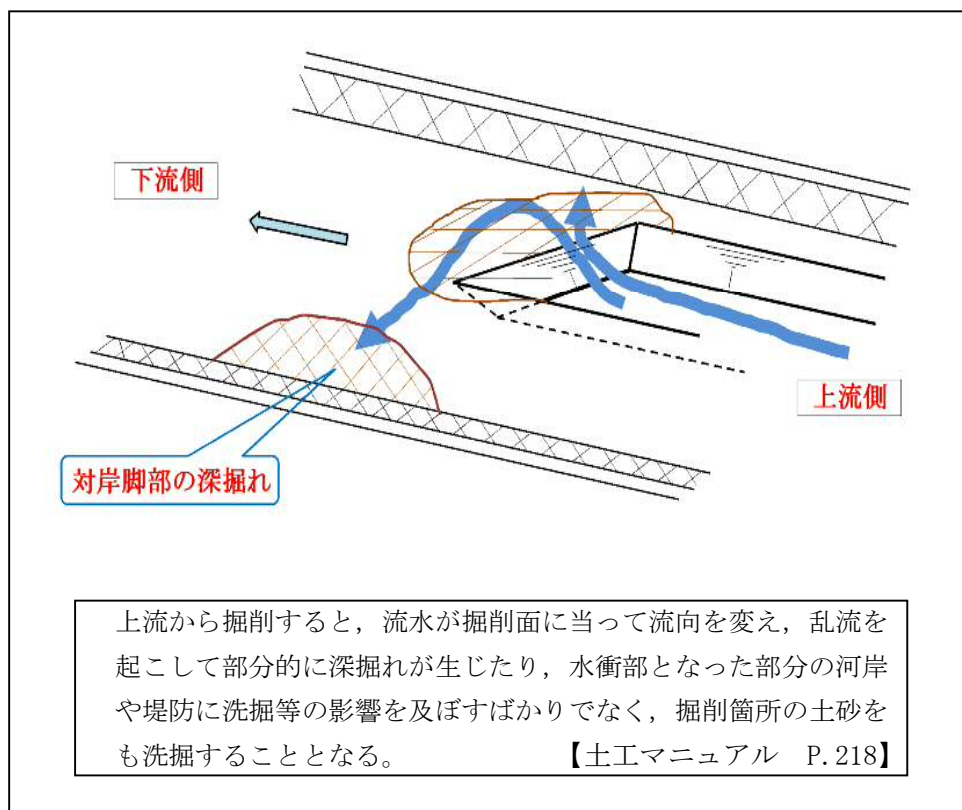 下流側
上流側
対岸脚部の深掘れ
上流から掘削すると，流水が掘削面に当って流向を変え，乱流を
起こして部分的に深掘れが生じたり，水衝部となった部分の河岸
や堤防に洗掘等の影響を及ぼすばかりでなく，掘削箇所の土砂を
も洗掘することとなる。　【土工マニュアル　P.218】